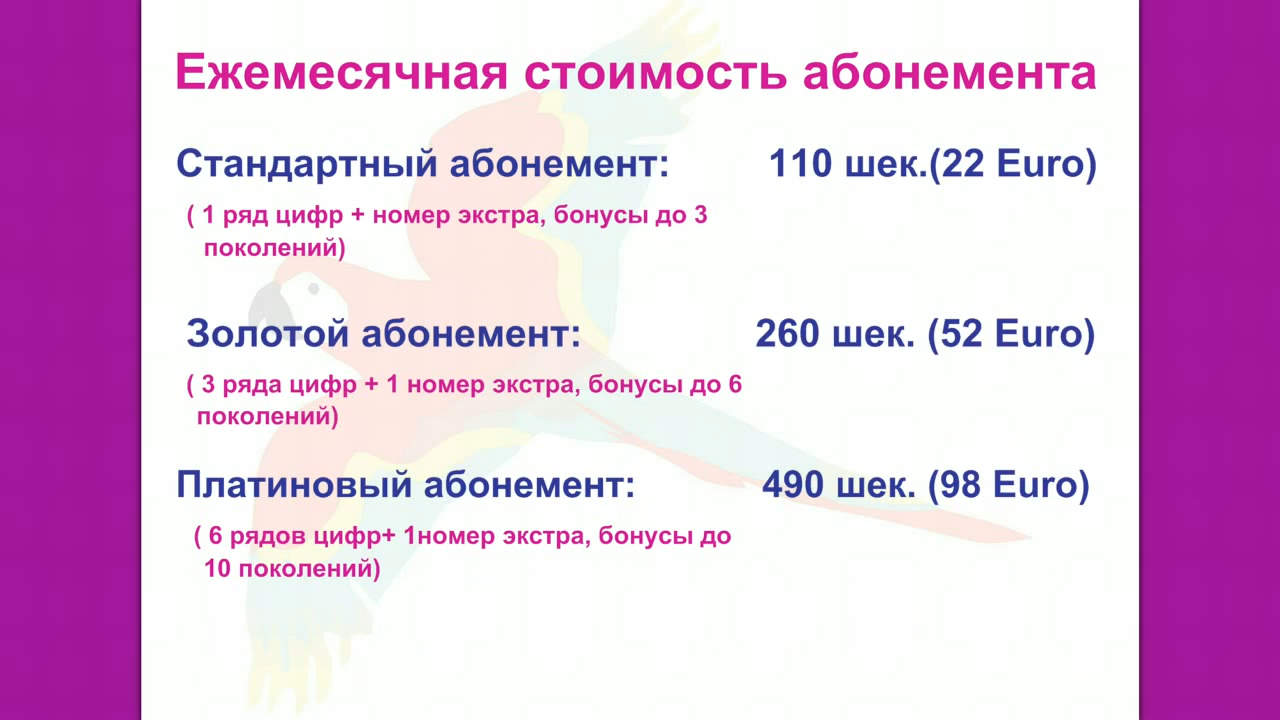 Ежемесячная стоимость абонемента
Стандартный абонемент: 110 шек.(22 Euro)
( 1 ряд цифр + номер экстра, бонусы до 3
поколений)
Золотой абонемент: 260 шек. (52 Euro)
( 3 ряда цифр + 1 номер экстра, бонусы до 6
поколений)
Платиновый абонемент: 490 шек. (98 Euro)
( 6 рядов цифр+ 1номер экстра, бонусы до
10 поколений)